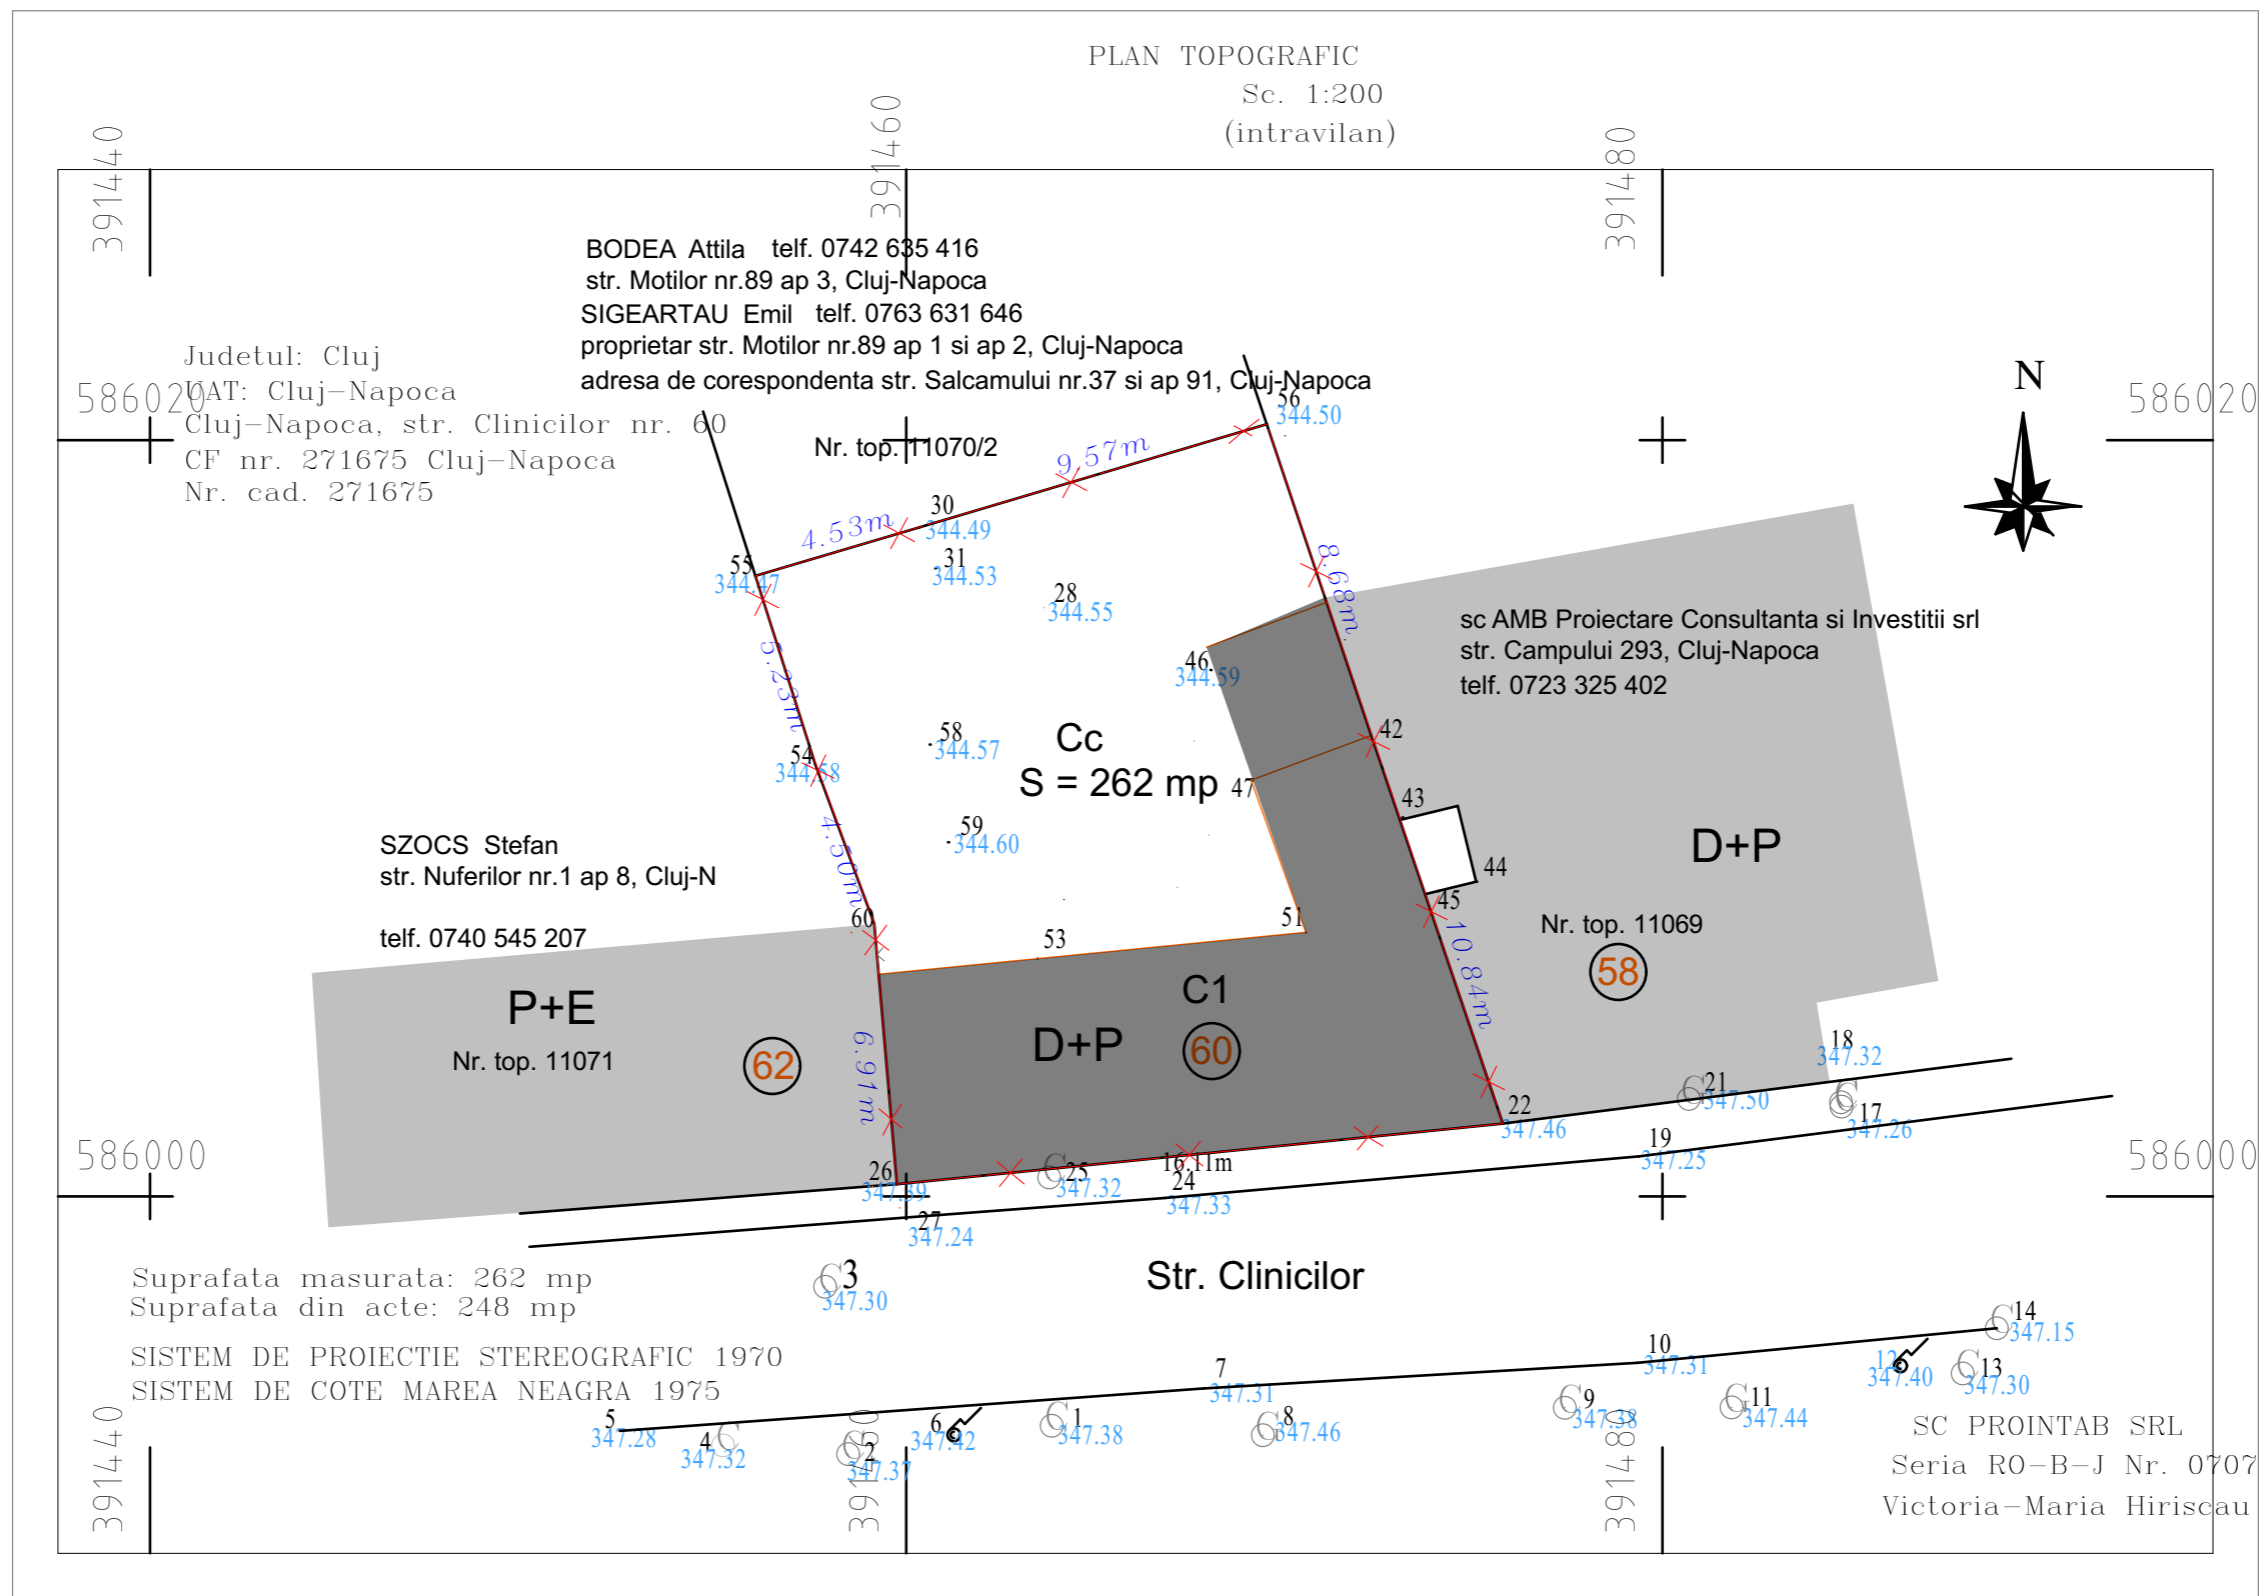 PLAN TOPOGRAFIC
Sc. 1:200
(intravilan)
391440
391460
391480
BODEA Attila telf. 0742 635 416
str. Motilor nr.89 ap 3, Cluj-Napoca
SIGEARTAU Emil telf. 0763 631 646
proprietar str. Motilor nr.89 ap 1 si ap 2, Cluj-Napoca
adresa de corespondenta str. Salcamului nr.37 si ap 91, Cluj-Napoca
Judetul: Cluj
UAT: Cluj-Napoca
Cluj-Napoca, str. Clinicilor nr. 60
CF nr. 271675 Cluj-Napoca
Nr. cad. 271675
586020
586020
N
56
344.50
Nr. top. 11070/2
9.57m
4.53m
30
344.49
31
344.53
55
344.47
28
344.55
8.68m
5.23m
46
344.59
sc AMB Proiectare Consultanta si Investitii srl
str. Campului 293, Cluj-Napoca
telf. 0723 325 402
58
344.57
54
344.58
Cc
S = 262 mp
47
42
43
44
45
59
344.60
4.50m
D+P
SZOCS Stefan
str. Nuferilor nr.1 ap 8, Cluj-N
telf. 0740 545 207
60
53
51
10.84m
Nr. top. 11069
58
P+E
Nr. top. 11071
62
6.91m
C1
D+P
60
18
347.32
21
347.50
17
347.26
22
347.46
19
347.25
586000
586000
26
347.39
25
347.32
16.11m
24
347.33
27
347.24
3
347.30
Str. Clinicilor
Suprafata masurata: 262 mp
Suprafata din acte: 248 mp
SISTEM DE PROIECTIE STEREOGRAFIC 1970
SISTEM DE COTE MAREA NEAGRA 1975
14
347.15
10
347.31
12
347.40
13
347.30
7
347.31
5
347.28
4
347.32
2
347.37
6
347.42
1
347.38
8
347.46
9
347.38
11
347.44
391440
391460
391480
SC PROINTAB SRL
Seria RO-B-J Nr. 0707
Victoria-Maria Hiriscau